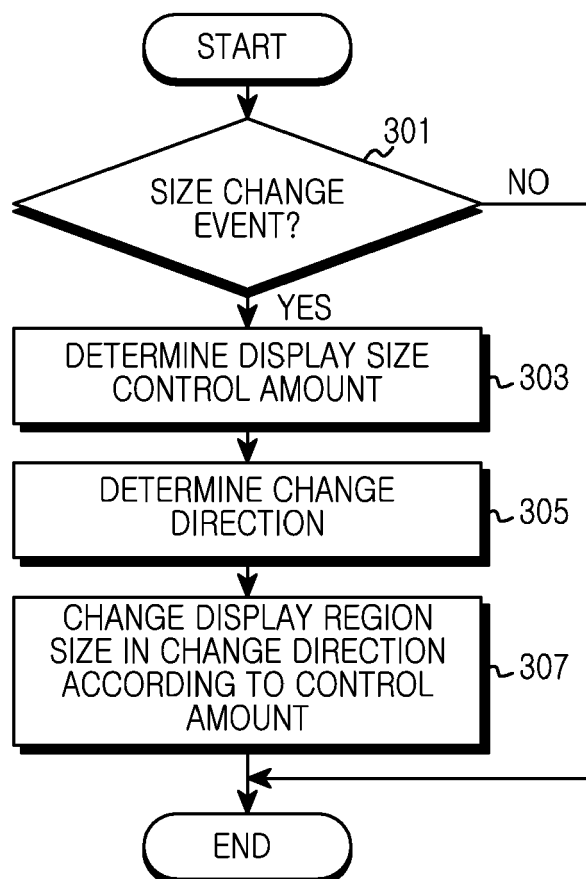 START
301
SIZE CHANGE
EVENT?
NO
YES
DETERMINE DISPLAY SIZE
CONTROL AMOUNT
303
DETERMINE CHANGE
DIRECTION
305
CHANGE DISPLAY REGION
SIZE IN CHANGE DIRECTION
ACCORDING TO CONTROL
AMOUNT
307
END